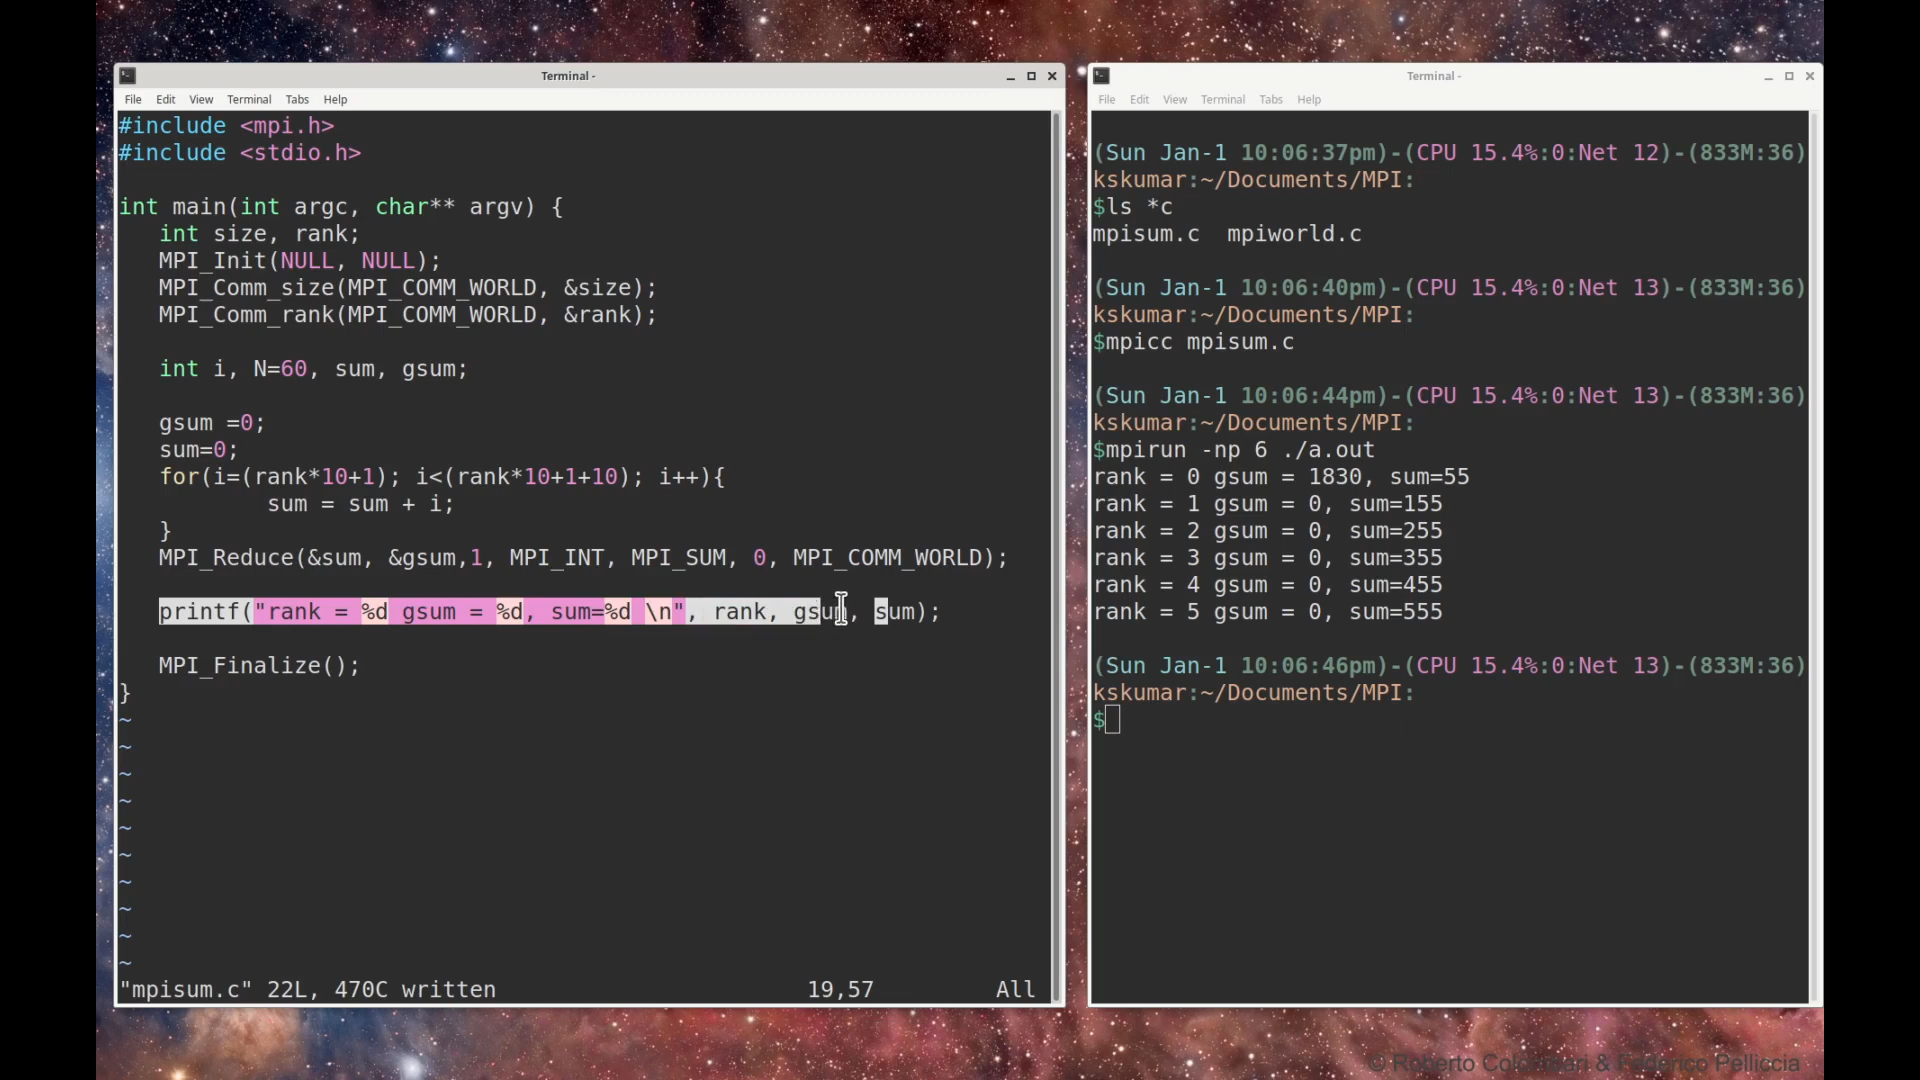 Terminal -
File Edit View Terminal Tabs Help
#include <mpi.h>
#include <stdio.h>
int main(int argc, char** argv) {
int size, rank;
MPI_Init(NULL, NULL);
MPI_Comm_size(MPI_COMM_WORLD, &size);
MPI_Comm_rank(MPI_COMM_WORLD, &rank);
int i, N=60, sum, gsum;
gsum =0;
sum=0;
for(i=(rank*10+1); i<(rank*10+1+10); i++){
sum = sum + i;
}
MPI_Reduce(&sum, &gsum,1, MPI_INT, MPI_SUM, 0, MPI_COMM_WORLD);
printf("rank = %d gsum = %d, sum=%d \n", rank, gsum, sum);
MPI_Finalize();
}
~
~
~
~
~
~
~
~
~
~
"mpisum.c" 22L, 470C written 19,57 All
Terminal -
File Edit View Terminal Tabs Help
(Sun Jan-1 10:06:37pm)-(CPU 15.4%:0:Net 12)-(833M:36)
kskumar:~/Documents/MPI:
$ls *c
mpisum.c  mpiworld.c
(Sun Jan-1 10:06:40pm)-(CPU 15.4%:0:Net 13)-(833M:36)
kskumar:~/Documents/MPI:
$mpicc mpisum.c
(Sun Jan-1 10:06:44pm)-(CPU 15.4%:0:Net 13)-(833M:36)
kskumar:~/Documents/MPI:
$mpirun -np 6 ./a.out
rank = 0 gsum = 1830, sum=55
rank = 1 gsum = 0, sum=155
rank = 2 gsum = 0, sum=255
rank = 3 gsum = 0, sum=355
rank = 4 gsum = 0, sum=455
rank = 5 gsum = 0, sum=555
(Sun Jan-1 10:06:46pm)-(CPU 15.4%:0:Net 13)-(833M:36)
kskumar:~/Documents/MPI:
$
© Roberto Colombari & Federico Pelliccia